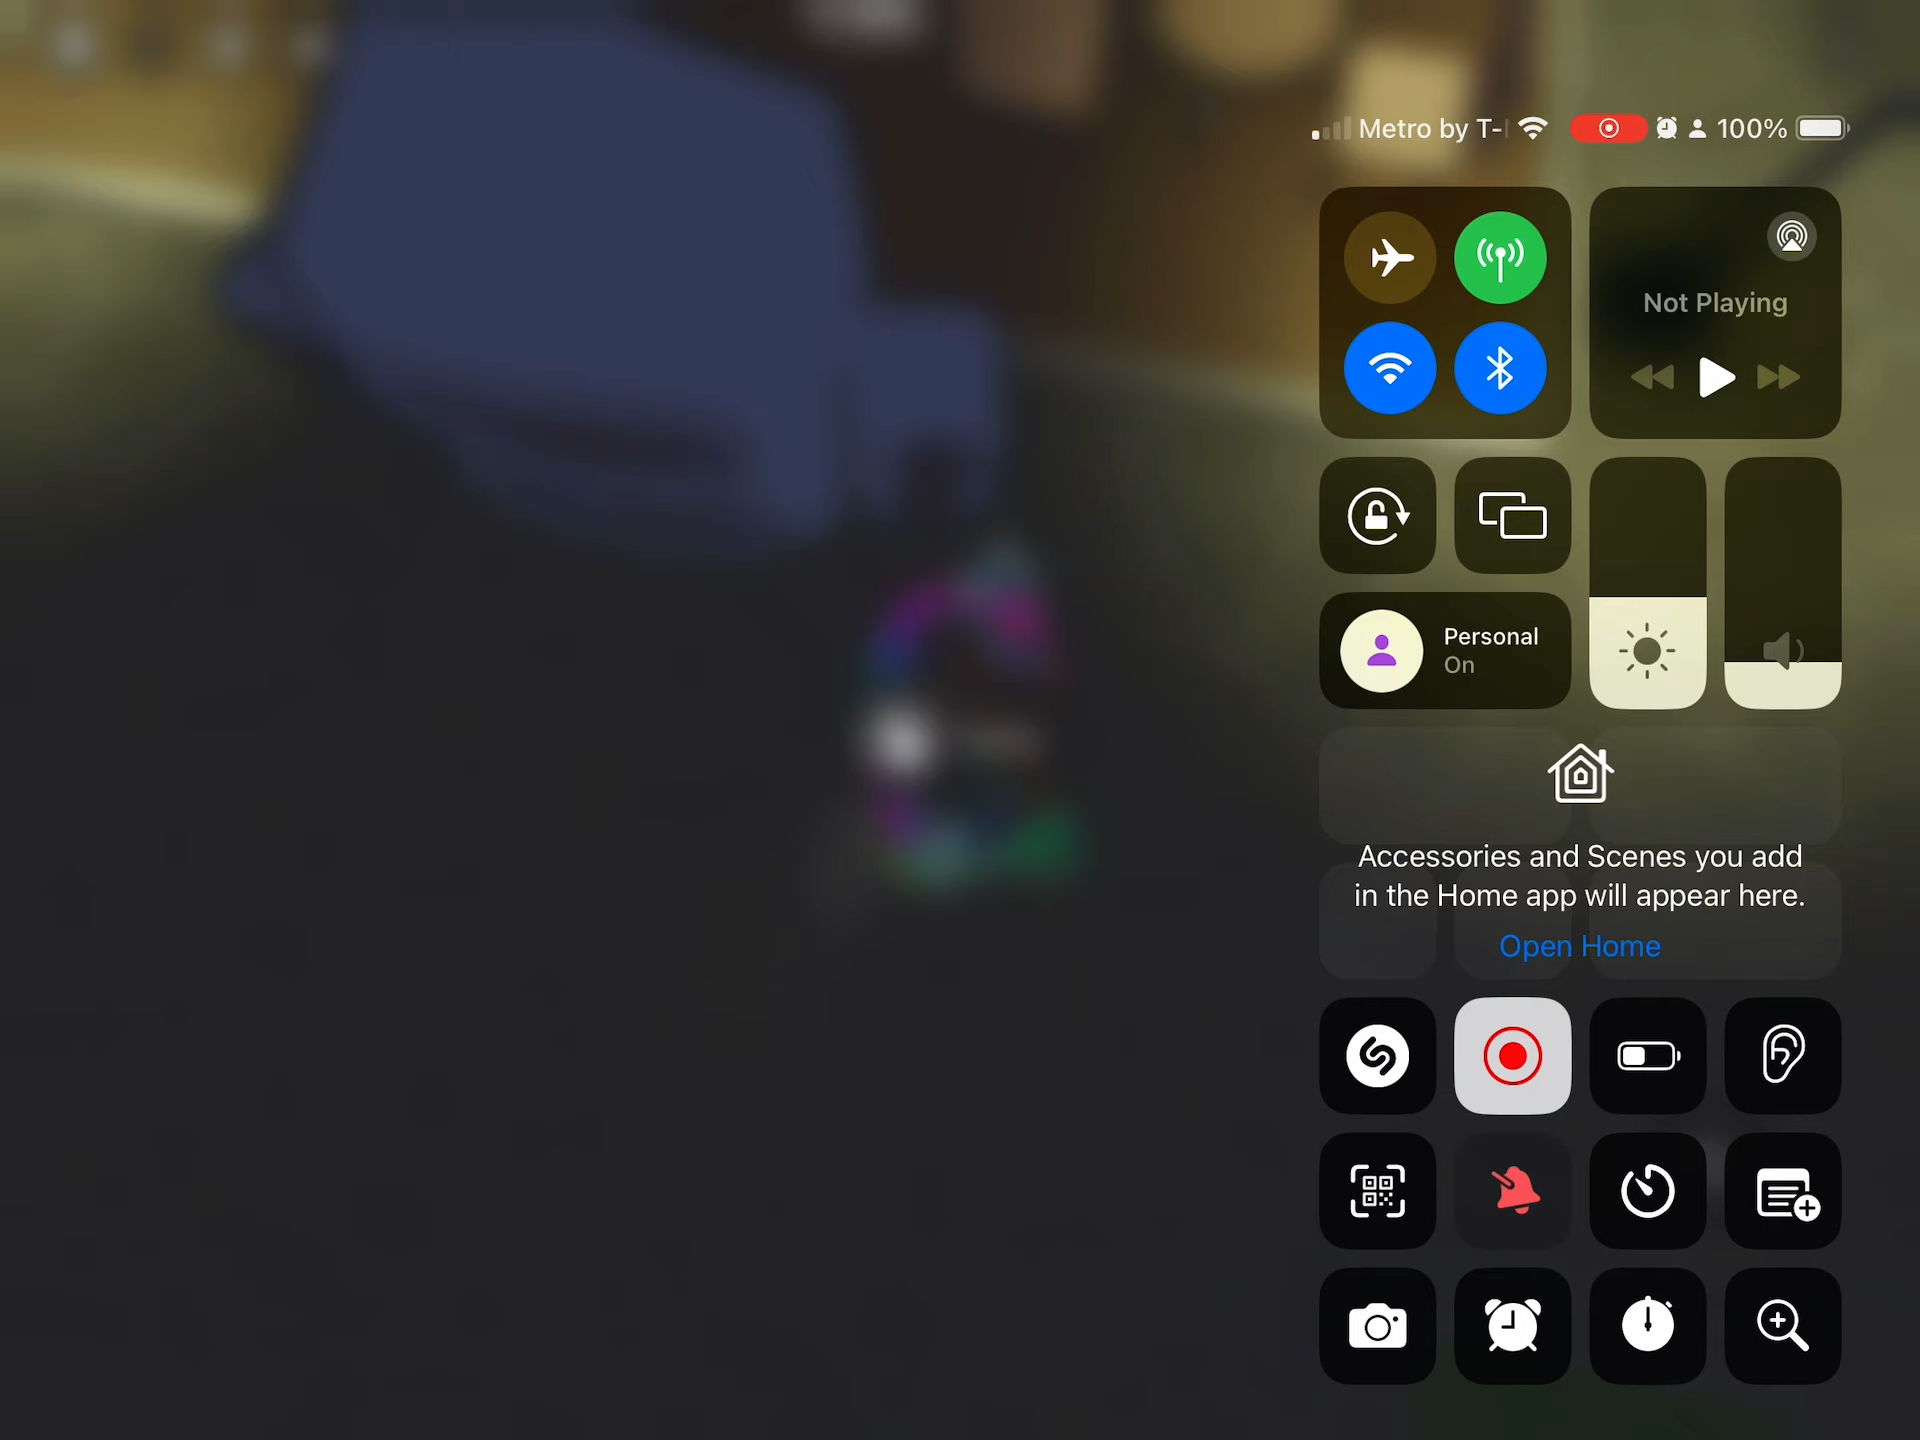 Metro by T-
100%
Not Playing
Personal
On
Accessories and Scenes you add
in the Home app will appear here.
Open Home